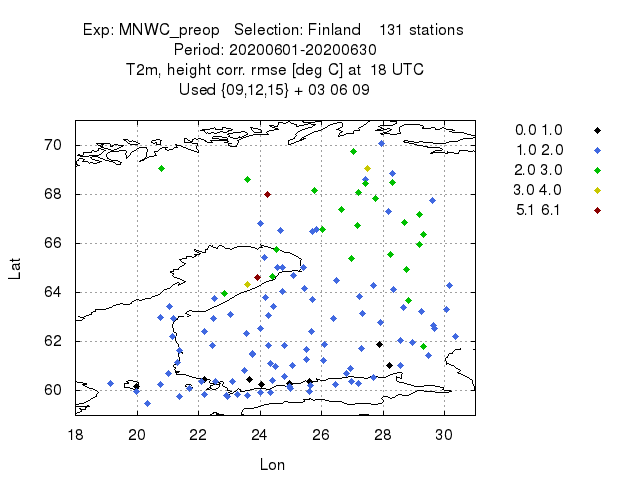 Exp: MNWC_preop   Selection: Finland    131 stations
Period: 20200601-20200630
T2m, height corr. rmse [deg C] at  18 UTC
Used {09,12,15} + 03 06 09
0.0 1.0
1.0 2.0
2.0 3.0
3.0 4.0
5.1 6.1
70
68
66
64
62
60
Lat
18 20 22 24 26 28 30
Lon